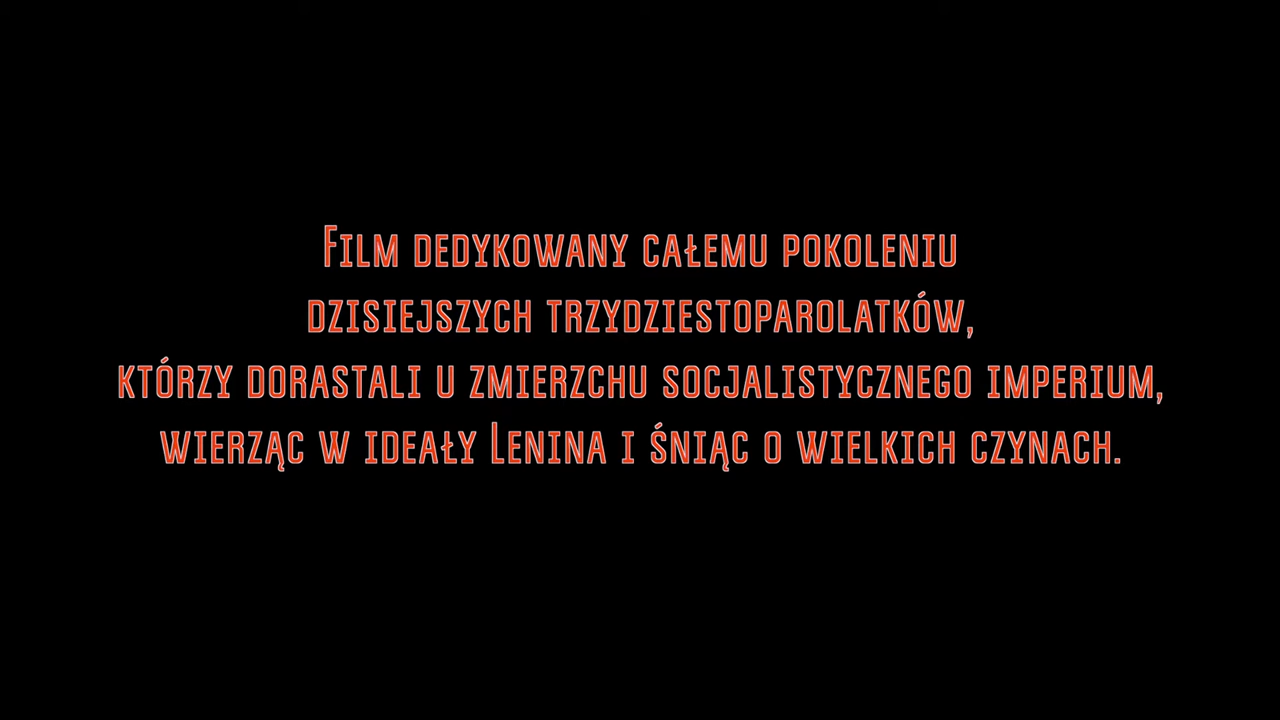 Film dedykowany całemu pokoleniu
dzisiejszych trzydziestoparolatków,
którzy dorastali u zmierzchu socjalistycznego imperium,
wierząc w ideały Lenina i śniąc o wielkich czynach.